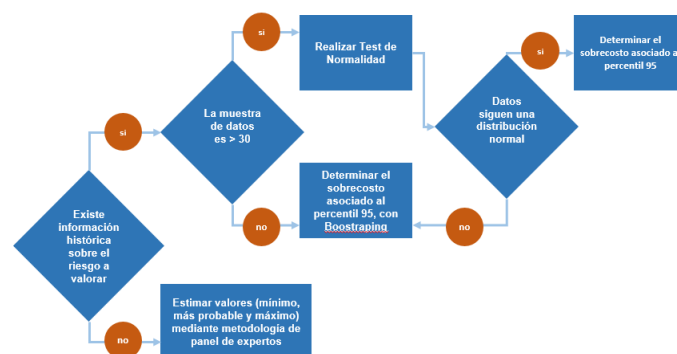 si
Realizar Test de
Normalidad
si
Determinar el
sobrecosto asociado al
percentil 95
La muestra
de datos
es > 30
Datos
siguen una
distribución
normal
si
Determinar el
sobrecosto
asociado al
percentil 95, con
Boostraping
no
no
Existe
información
histórica
sobre el
riesgo a
valorar
Estimar valores (mínimo,
más probable y máximo)
mediante metodología de
panel de expertos
no